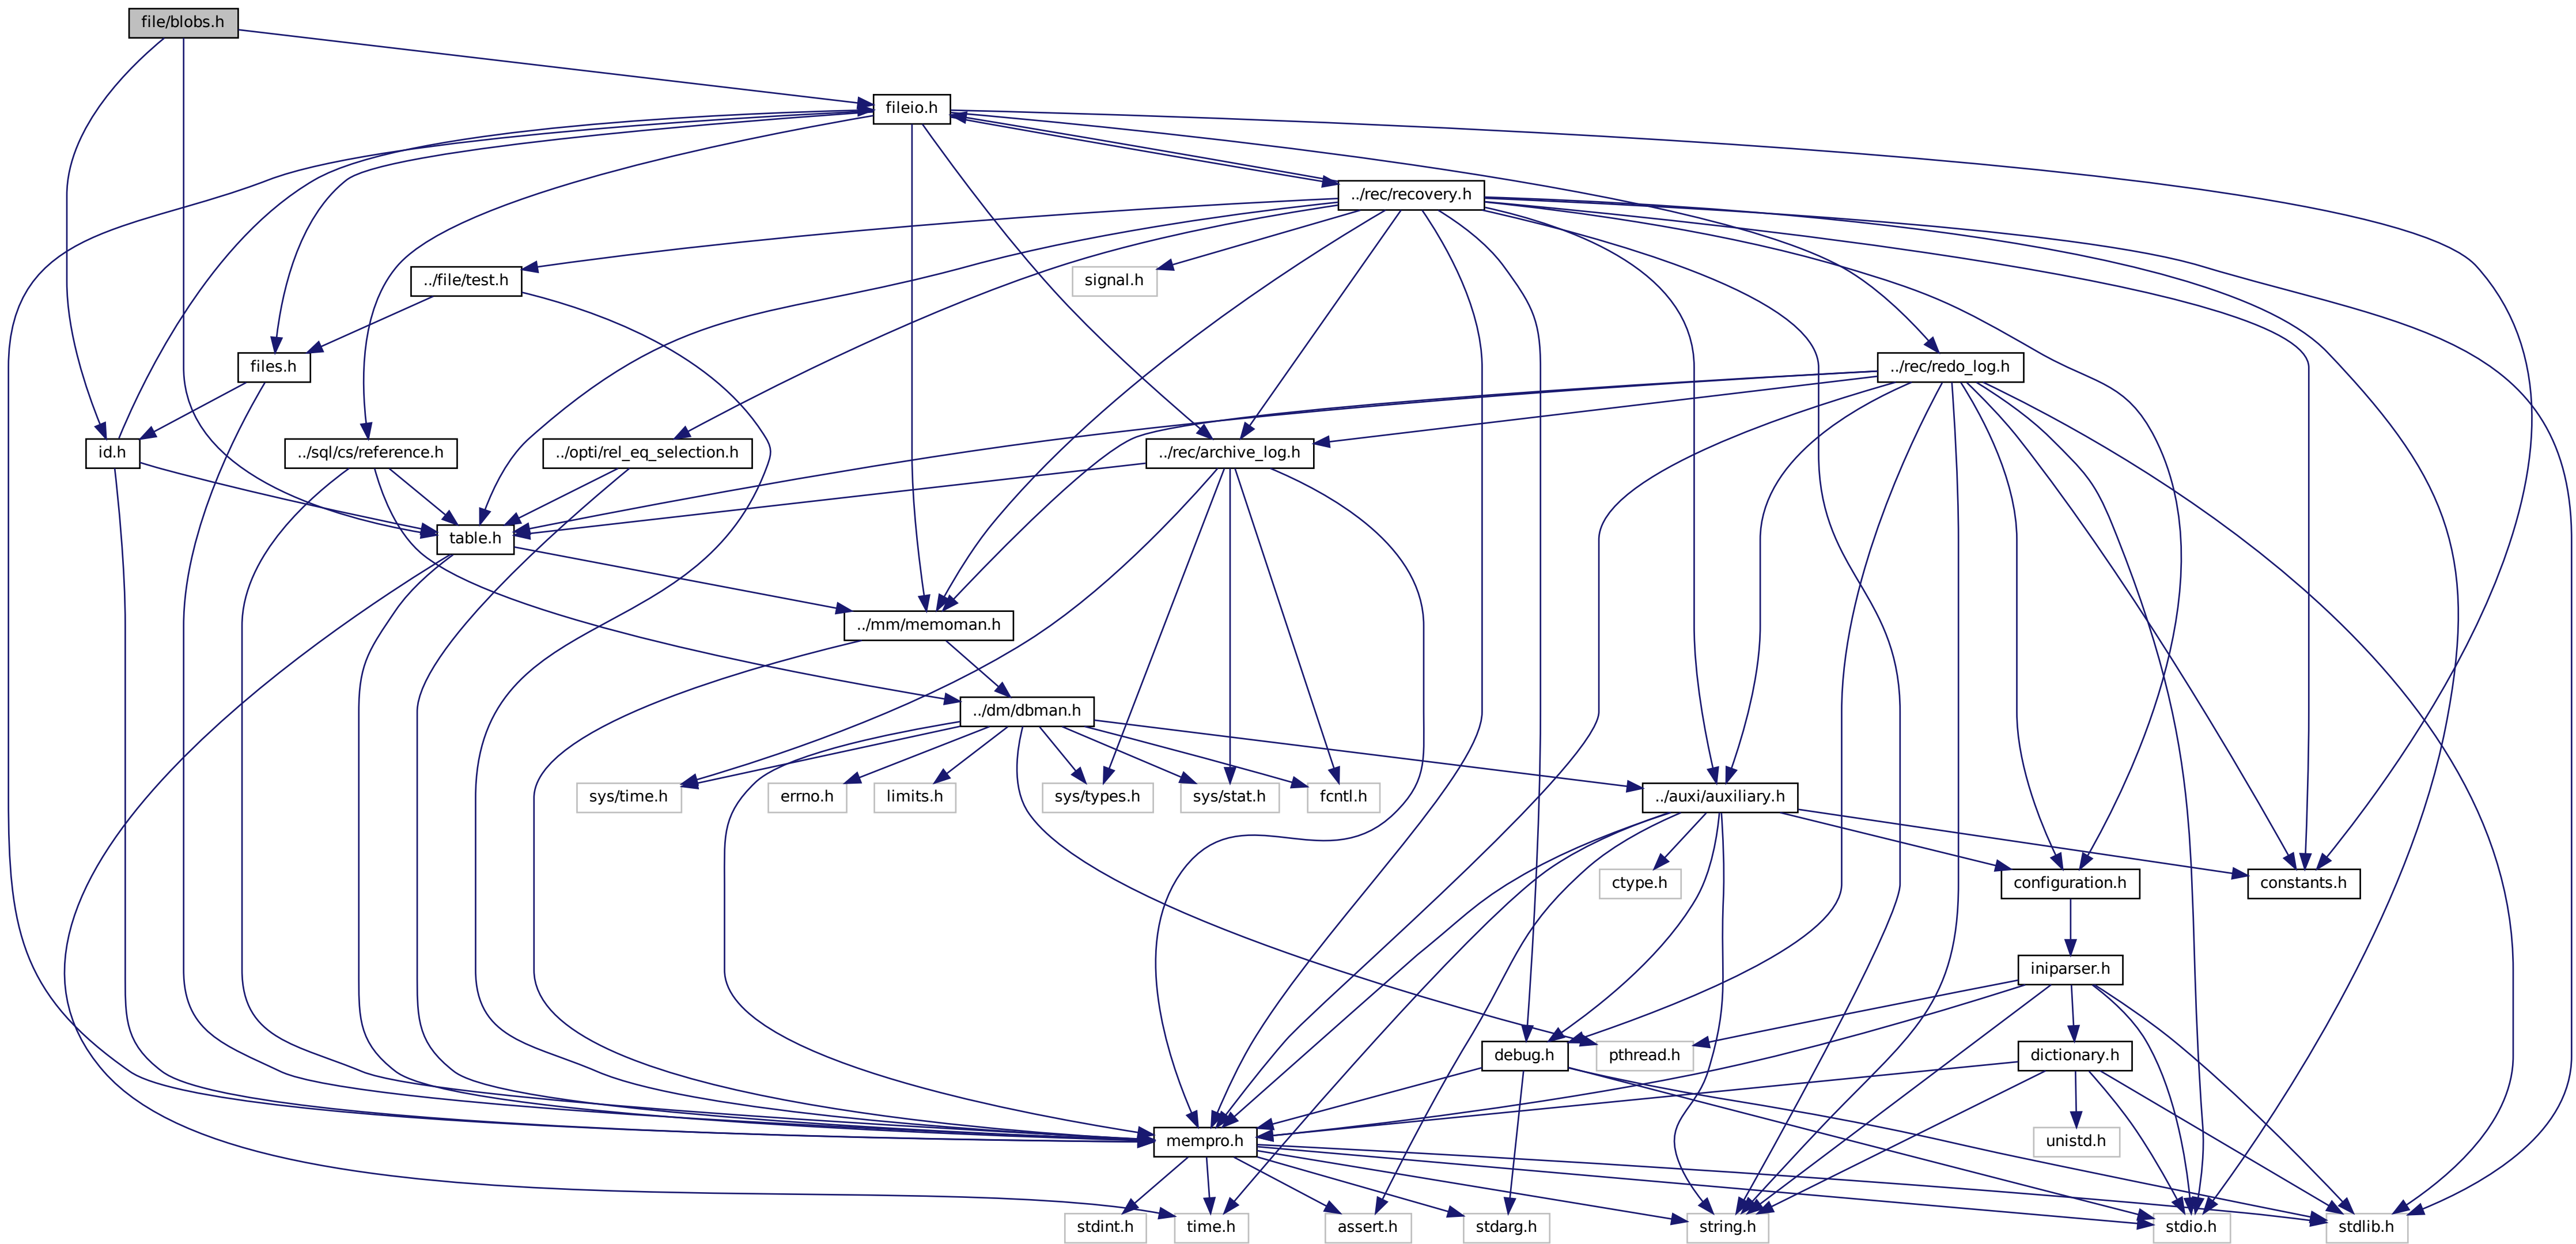 file/blobs.h
fileio.h
../rec/recovery.h
../file/test.h
signal.h
files.h
../rec/redo_log.h
id.h
../sql/cs/reference.h
../opti/rel_eq_selection.h
../rec/archive_log.h
table.h
../mm/memoman.h
../dm/dbman.h
sys/time.h
errno.h
limits.h
sys/types.h
sys/stat.h
fcntl.h
../auxi/auxiliary.h
ctype.h
configuration.h
constants.h
iniparser.h
debug.h
pthread.h
dictionary.h
mempro.h
unistd.h
stdint.h
time.h
assert.h
stdarg.h
string.h
stdio.h
stdlib.h